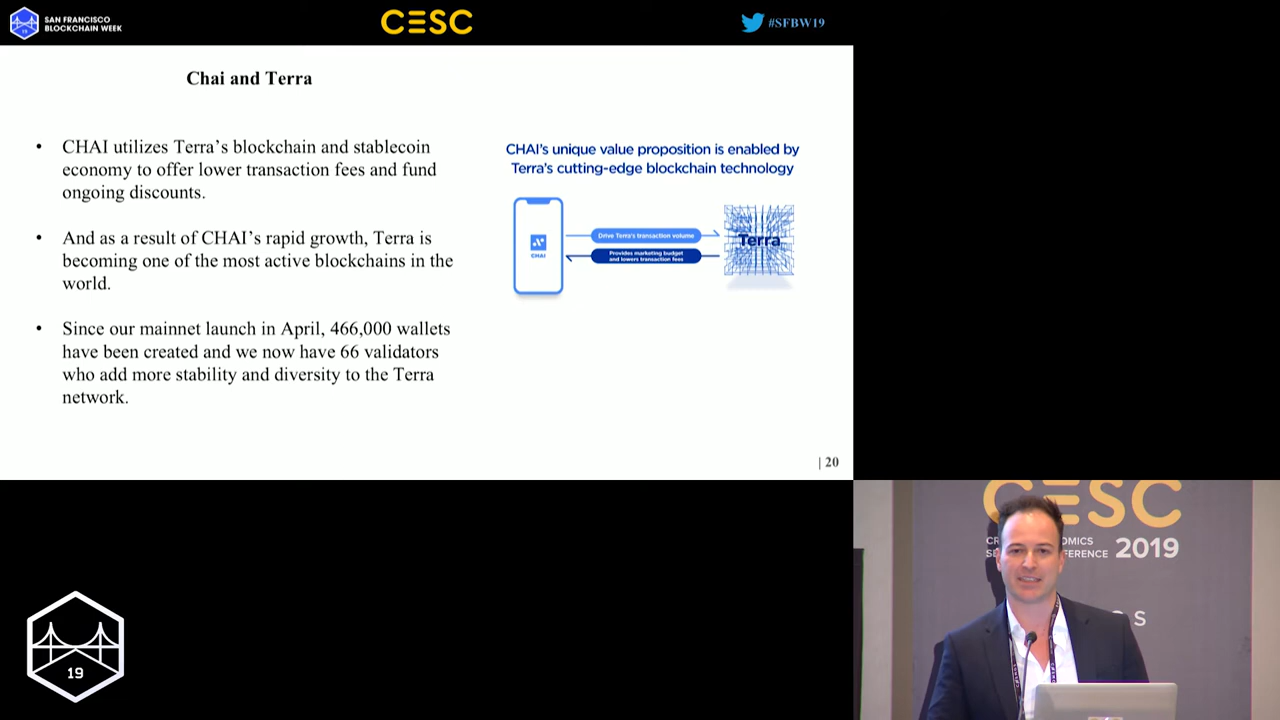 SAN FRANCISCO
BLOCKCHAIN WEEK
19
CESC
#SFBW19
Chai and Terra
• CHAI utilizes Terra’s blockchain and stablecoin
economy to offer lower transaction fees and fund
ongoing discounts.
• And as a result of CHAI’s rapid growth, Terra is
becoming one of the most active blockchains in the
world.
• Since our mainnet launch in April, 466,000 wallets
have been created and we now have 66 validators
who add more stability and diversity to the Terra
network.
CHAI’s unique value proposition is enabled by
Terra’s cutting-edge blockchain technology
CHAI
Drive Terra’s transaction volume
Provides marketing budget
and lowers transaction fees
Terra
| 20
19
CESC
2019